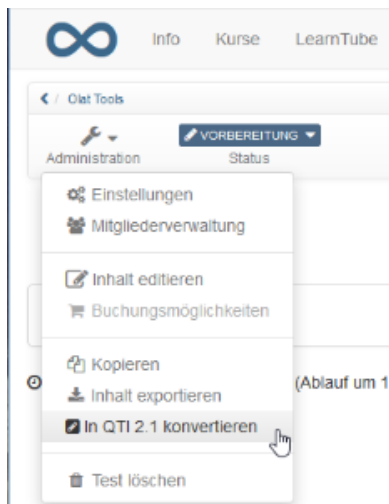 Info Kurse LearnTube
/ Olat Tools
VORBEREITUNG
Administration Status
Einstellungen
Mitgliederverwaltung
Inhalt editieren
Buchungsmöglichkeiten
Kopieren
Inhalt exportieren
(Ablauf um 1
In QTI 2.1 konvertieren
Test löschen